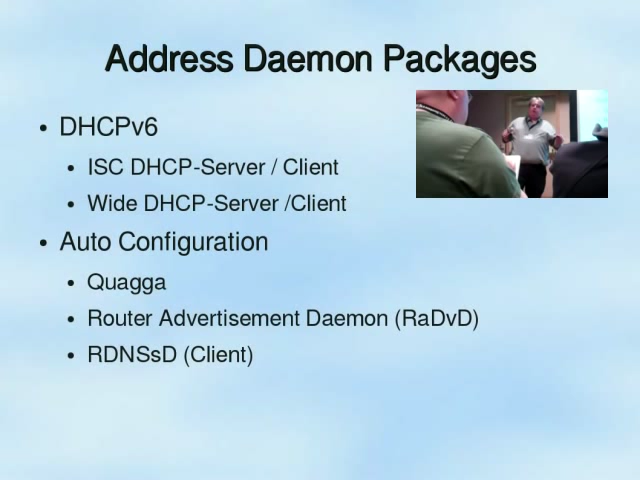 Address Daemon Packages
• DHCPv6
• ISC DHCP-Server / Client
• Wide DHCP-Server /Client
• Auto Configuration
• Quagga
• Router Advertisement Daemon (RaDvD)
• RDNSsD (Client)